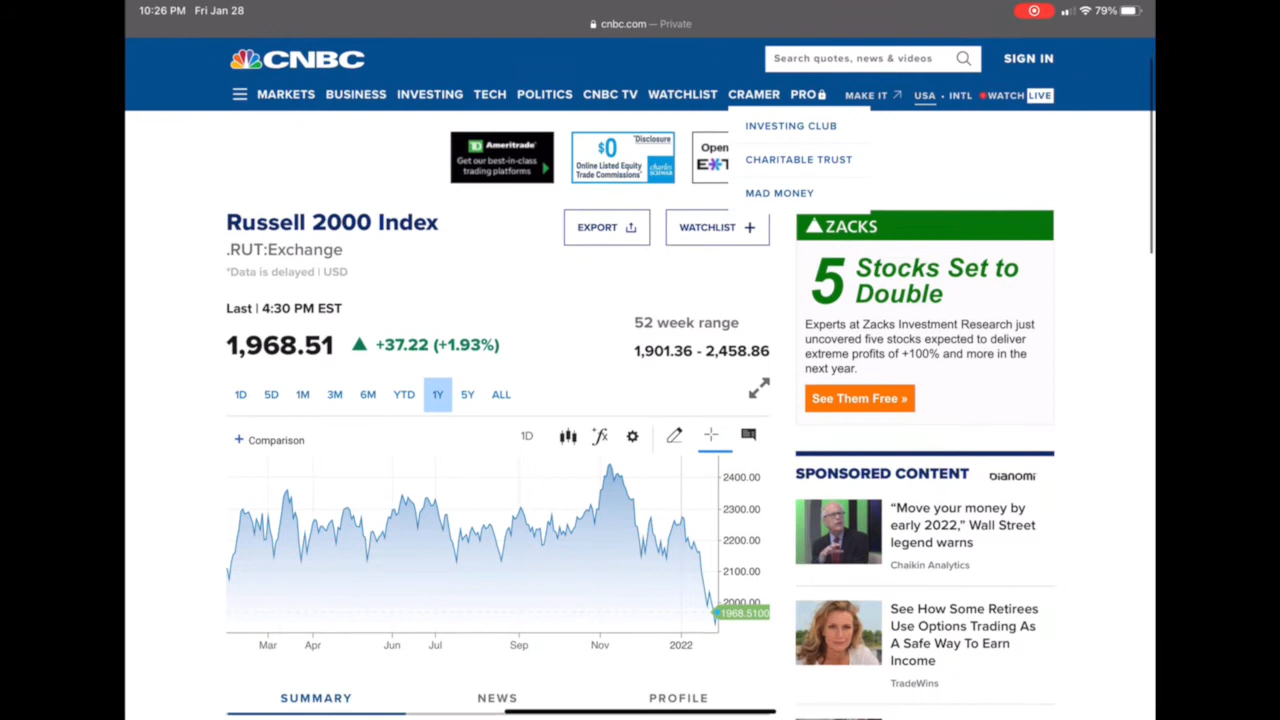 10:26 PM Fri Jan 28
79%
cnbc.com — Private
CNBC
Search quotes, news & videos
SIGN IN
MARKETS BUSINESS INVESTING TECH POLITICS CNBC TV WATCHLIST CRAMER PRO MAKE IT USA • INTL WATCH LIVE
INVESTING CLUB
CHARITABLE TRUST
MAD MONEY
TD Ameritrade
Get our best-in-class
trading platforms
$0
Disclosure
Online Listed Equity
Trade Commissions*
charles
SCHWAB
Open
Russell 2000 Index
EXPORT
WATCHLIST +
.RUT:Exchange
*Data is delayed | USD
Last | 4:30 PM EST
1,968.51 +37.22 (+1.93%)
52 week range
1,901.36 - 2,458.86
1D 5D 1M 3M 6M YTD 1Y 5Y ALL
+ Comparison
1D
2400.00
2300.00
2200.00
2100.00
2000.00
1968.5100
Mar Apr Jun Jul Sep Nov 2022
SUMMARY NEWS PROFILE
ZACKS
5 Stocks Set to
Double
Experts at Zacks Investment Research just
uncovered five stocks expected to deliver
extreme profits of +100% and more in the
next year.
See Them Free »
SPONSORED CONTENT
DIANOMI
“Move your money by
early 2022,” Wall Street
legend warns
Chaikin Analytics
See How Some Retirees
Use Options Trading As
A Safe Way To Earn
Income
TradeWins